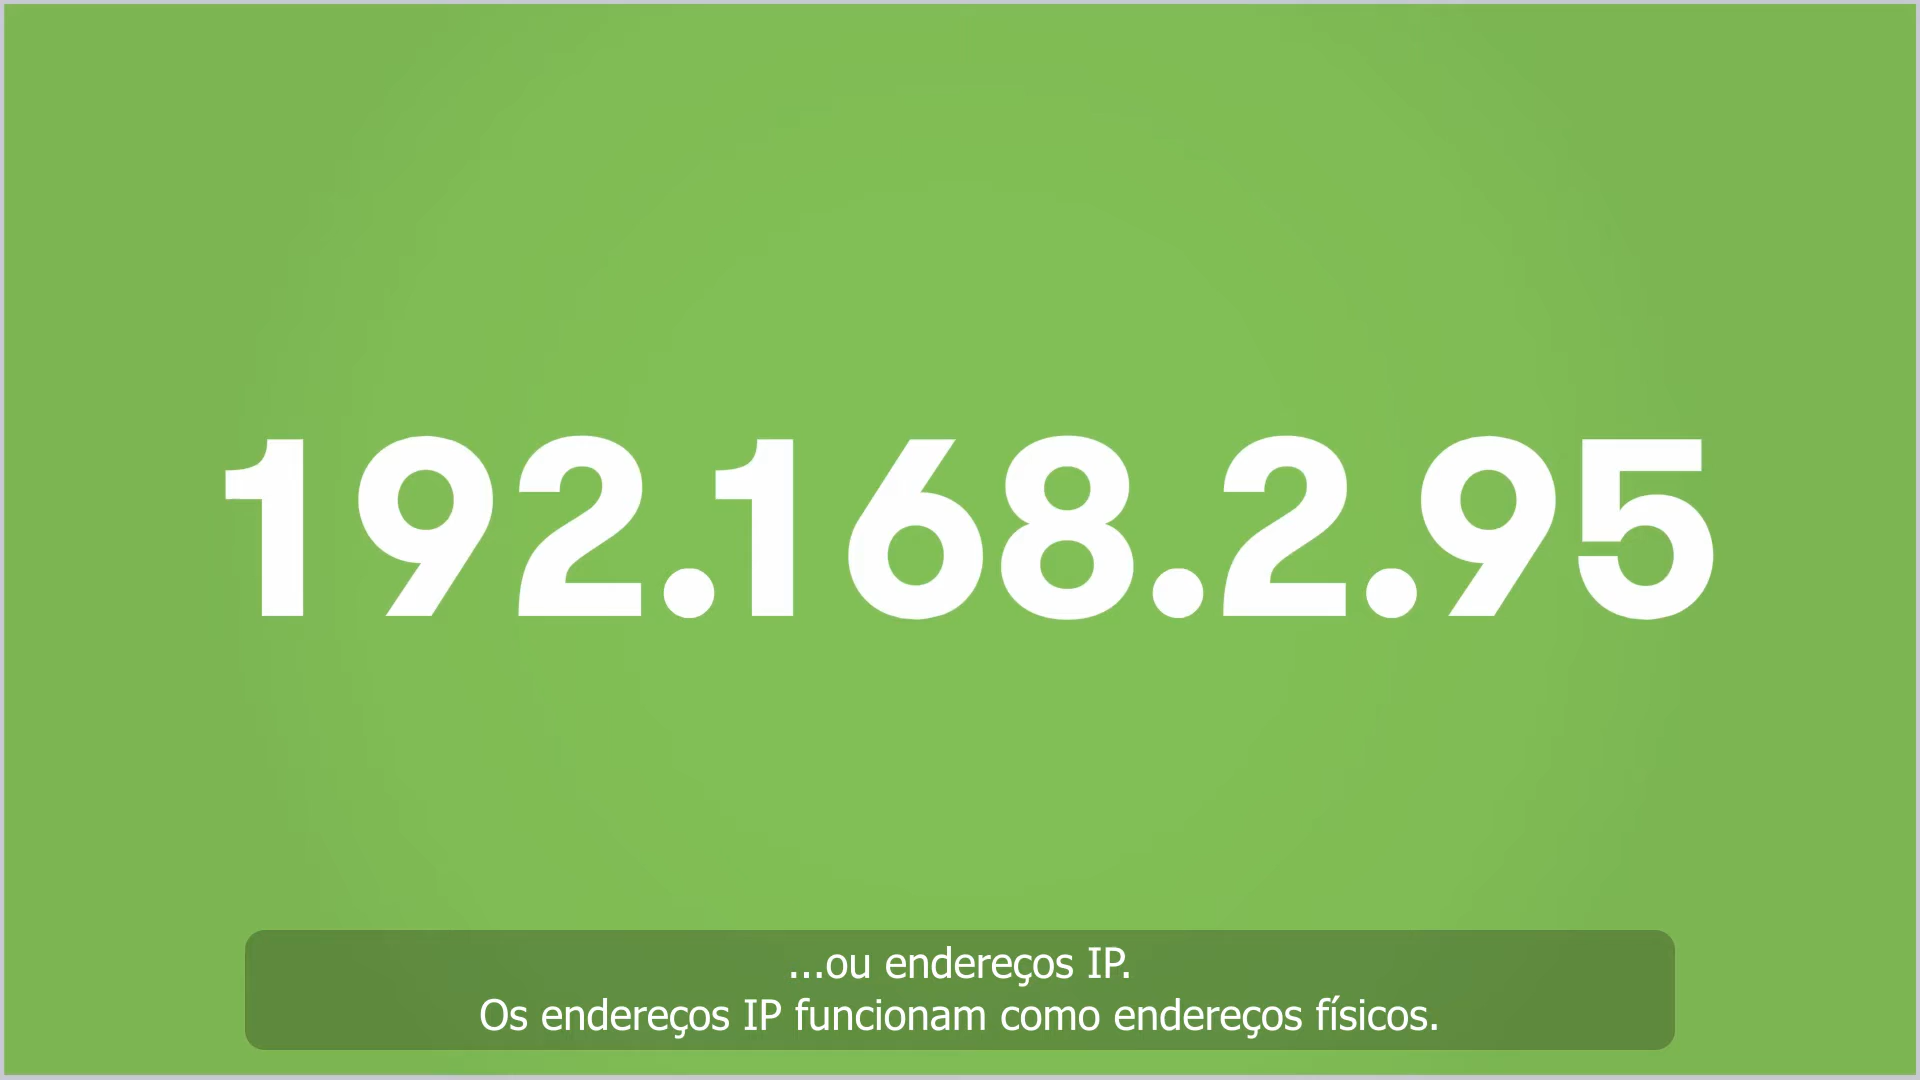 192.168.2.95
...ou endereços IP.
Os endereços IP funcionam como endereços físicos.